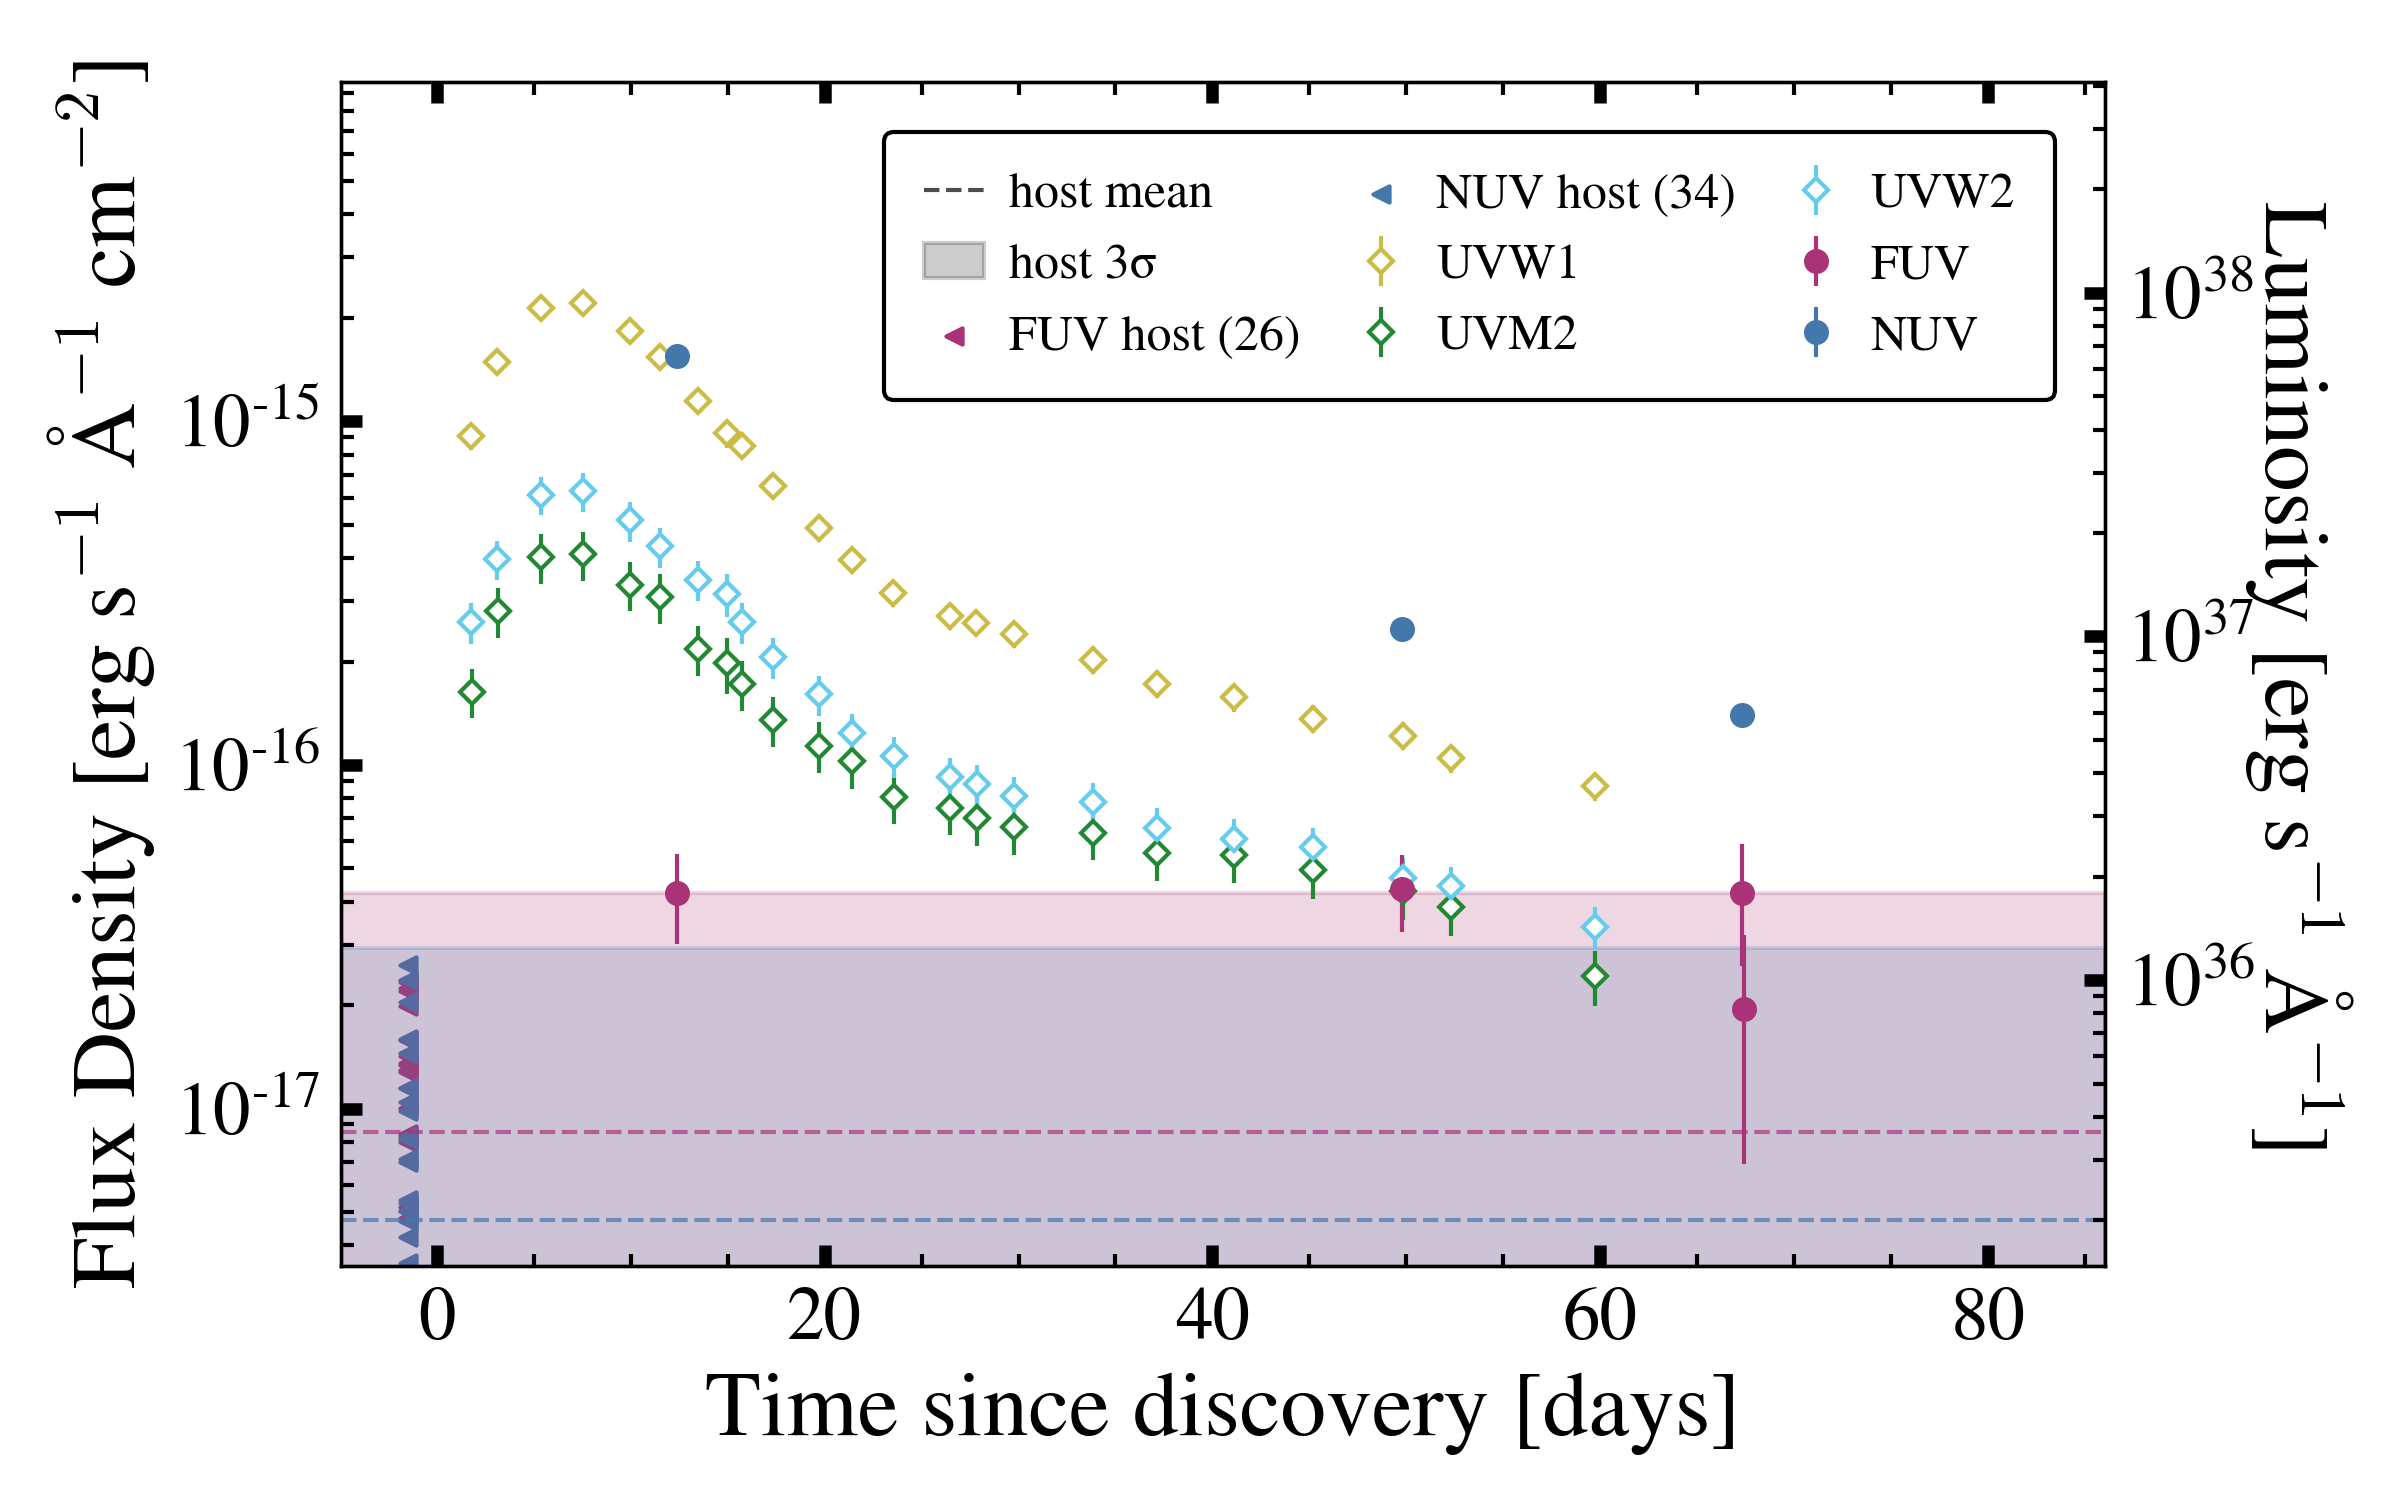 Flux Density [erg s⁻¹ Å⁻¹ cm⁻²]
10⁻¹⁵
10⁻¹⁶
10⁻¹⁷
host mean
host 3σ
FUV host (26)
NUV host (34)
UVW1
UVM2
UVW2
FUV
NUV
10³⁸
10³⁷
10³⁶
Luminosity [erg s⁻¹ Å⁻¹]
0 20 40 60 80
Time since discovery [days]